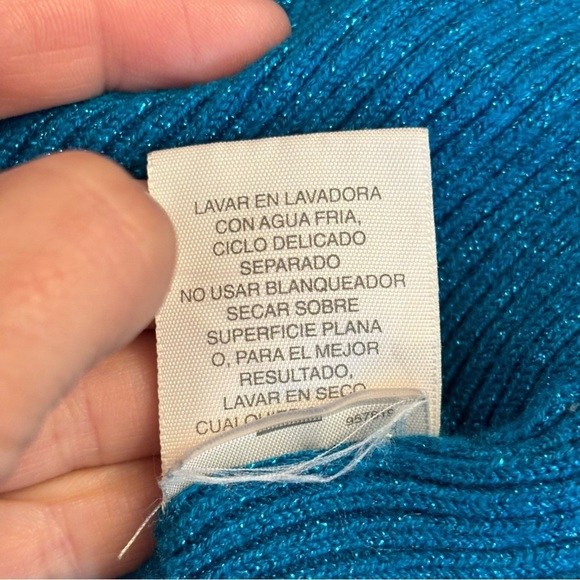 LAVAR EN LAVADORA
CON AGUA FRIA,
CICLO DELICADO
SEPARADO
NO USAR BLANQUEADOR
SECAR SOBRE
SUPERFICIE PLANA
O, PARA EL MEJOR
RESULTADO,
LAVAR EN SECO